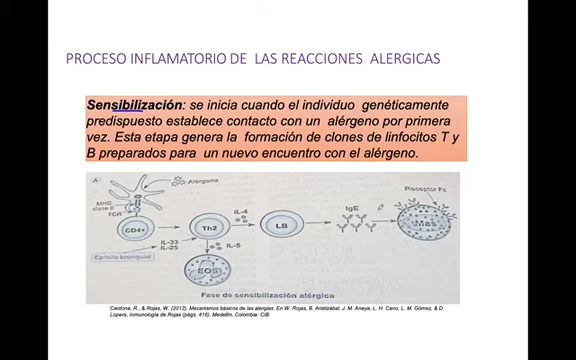 PROCESO INFLAMATORIO DE LAS REACCIONES ALERGICAS
Sensibilización: se inicia cuando el individuo genéticamente
predispuesto establece contacto con un alérgeno por primera
vez. Esta etapa genera la formación de clones de linfocitos T y
B preparados para un nuevo encuentro con el alérgeno.
A
Alérgeno
MHC
clase II
TCR
CD4+
Th2
IL-4
LB
IgE
Receptor Fc
Mas
IL-33
IL-25
IL-5
Epitelio bronquial
EOS
Fase de sensibilización alérgica
Cardona, R., & Rojas, W. (2012). Mecanismos básicos de las alergias. En W. Rojas, B. Aristizábal, J. M. Anaya, L. H. Cano, L. M. Gómez, & D.
Lopera, Inmunología de Rojas (págs. 416). Medellín, Colombia: CIB.